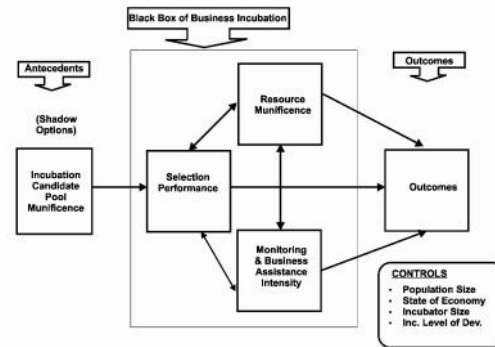 Black Box of Business Incubation
Antecedents
Outcomes
(Shadow
Options)
Resource
Munificence
Incubation
Candidate
Pool
Munificence
Selection
Performance
Outcomes
Monitoring
& Business
Assistance
Intensity
CONTROLS
• Population Size
• State of Economy
• Incubator Size
• Inc. Level of Dev.